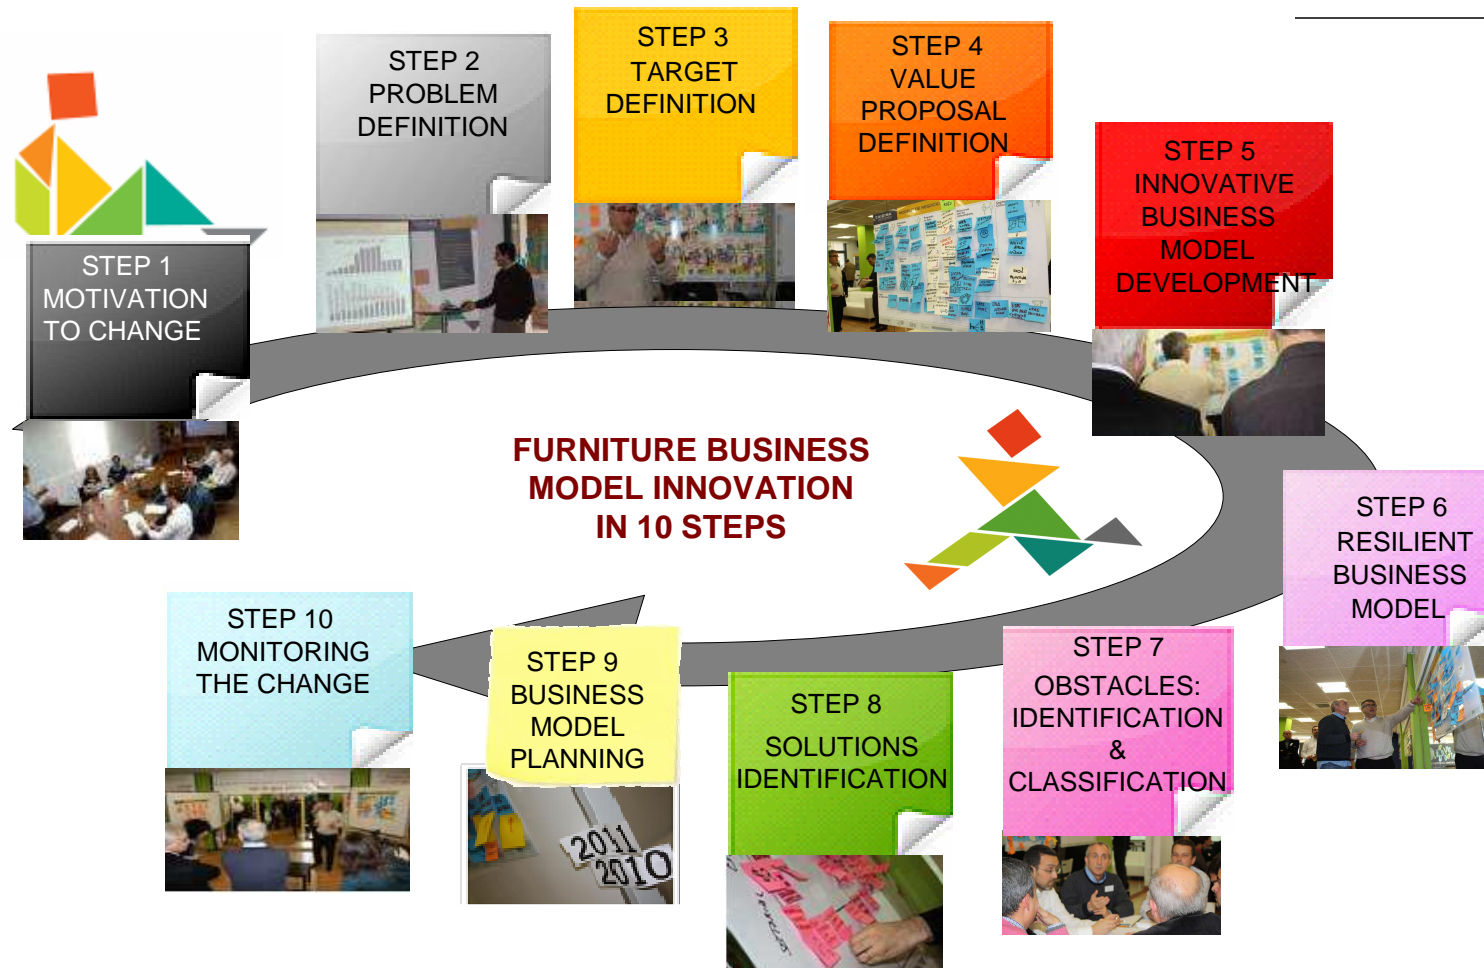 STEP 1
MOTIVATION
TO CHANGE
STEP 2
PROBLEM
DEFINITION
STEP 3
TARGET
DEFINITION
STEP 4
VALUE
PROPOSAL
DEFINITION
STEP 5
INNOVATIVE
BUSINESS
MODEL
DEVELOPMENT
FURNITURE BUSINESS
MODEL INNOVATION
IN 10 STEPS
STEP 6
RESILIENT
BUSINESS
MODEL
STEP 7
OBSTACLES:
IDENTIFICATION
&
CLASSIFICATION
STEP 8
SOLUTIONS
IDENTIFICATION
STEP 9
BUSINESS
MODEL
PLANNING
2011
2010
STEP 10
MONITORING
THE CHANGE